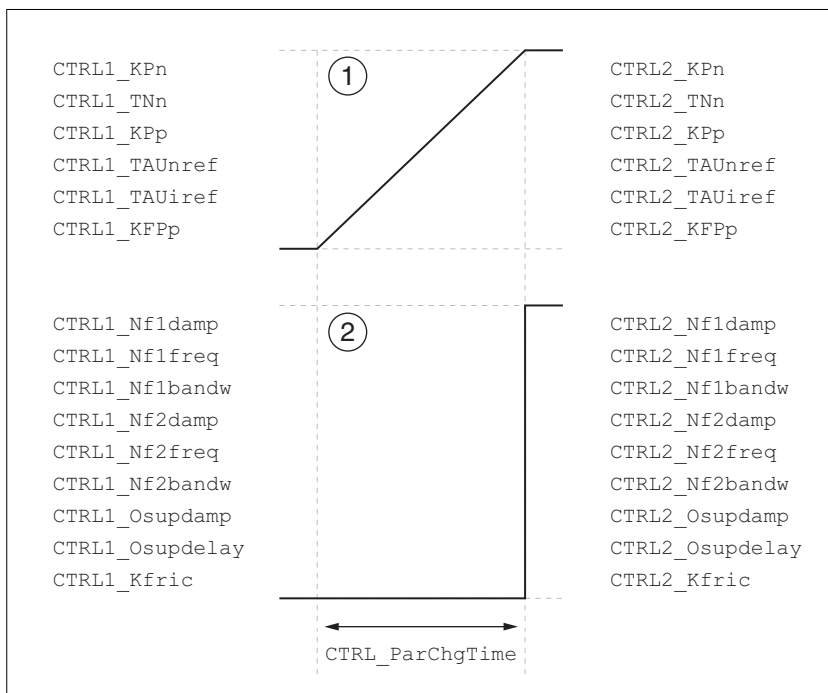 CTRL1_KPn
CTRL1_TNn
CTRL1_KPp
CTRL1_TAUnref
CTRL1_TAUiref
CTRL1_KFPp
1
CTRL2_KPn
CTRL2_TNn
CTRL2_KPp
CTRL2_TAUnref
CTRL2_TAUiref
CTRL2_KFPp
CTRL1_Nf1damp
CTRL1_Nf1freq
CTRL1_Nf1bandw
CTRL1_Nf2damp
CTRL1_Nf2freq
CTRL1_Nf2bandw
CTRL1_Osupdamp
CTRL1_Osupdelay
CTRL1_Kfric
2
CTRL2_Nf1damp
CTRL2_Nf1freq
CTRL2_Nf1bandw
CTRL2_Nf2damp
CTRL2_Nf2freq
CTRL2_Nf2bandw
CTRL2_Osupdamp
CTRL2_Osupdelay
CTRL2_Kfric
CTRL_ParChgTime